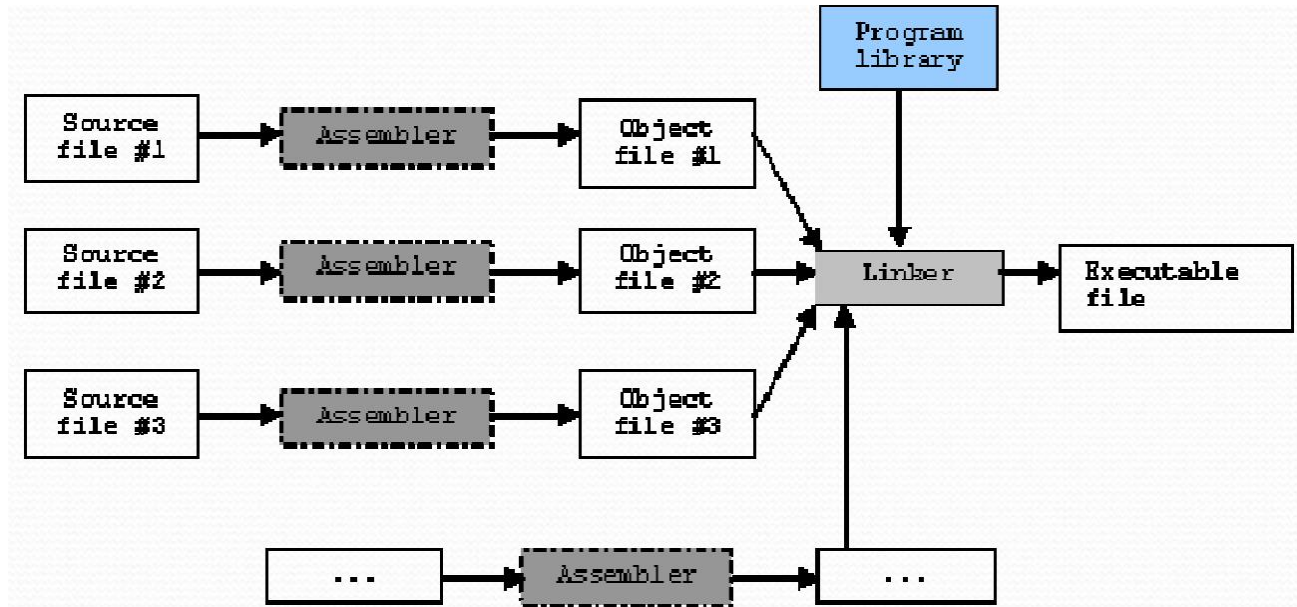 Program
library
Source
file #1
Assembler
Object
file #1
Source
file #2
Assembler
Object
file #2
Linker
Executable
file
Source
file #3
Assembler
Object
file #3
...
Assembler
...